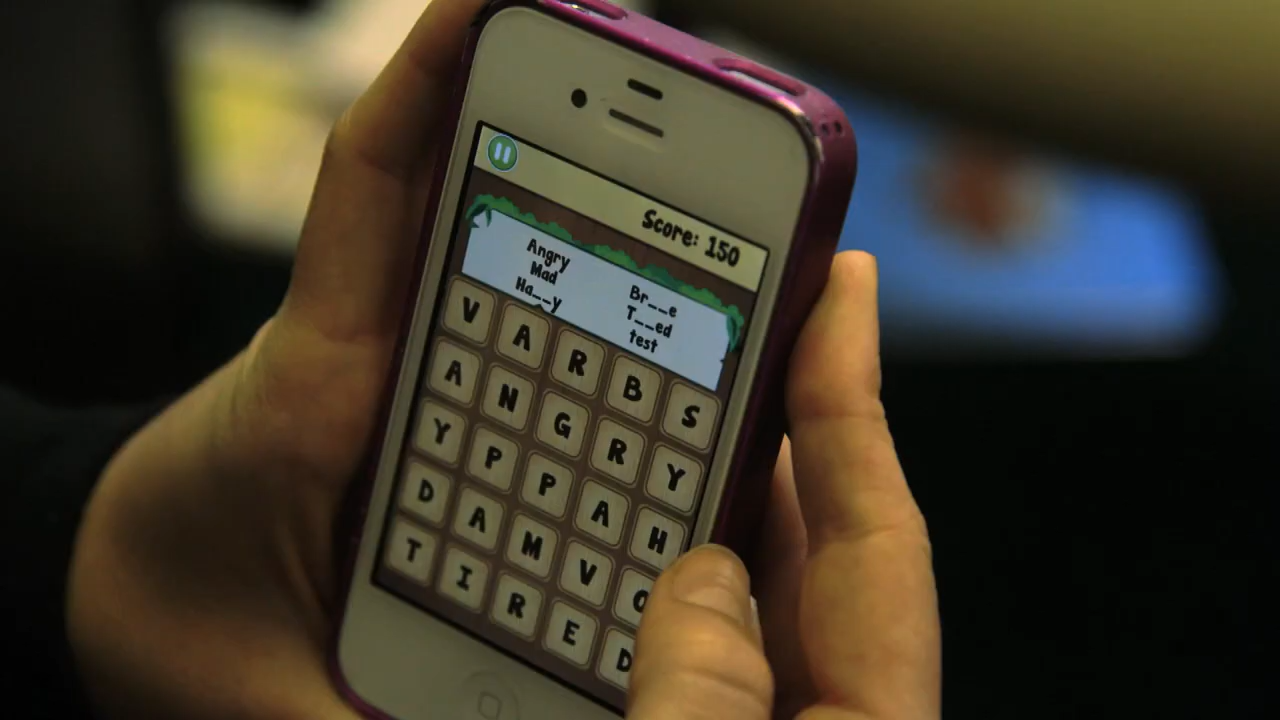 Score: 150
Angry
Mad
Ha__y
Br__e
T__ed
test
V A R B S
A N G R Y
Y P P A H
D A M V O
T I R E D